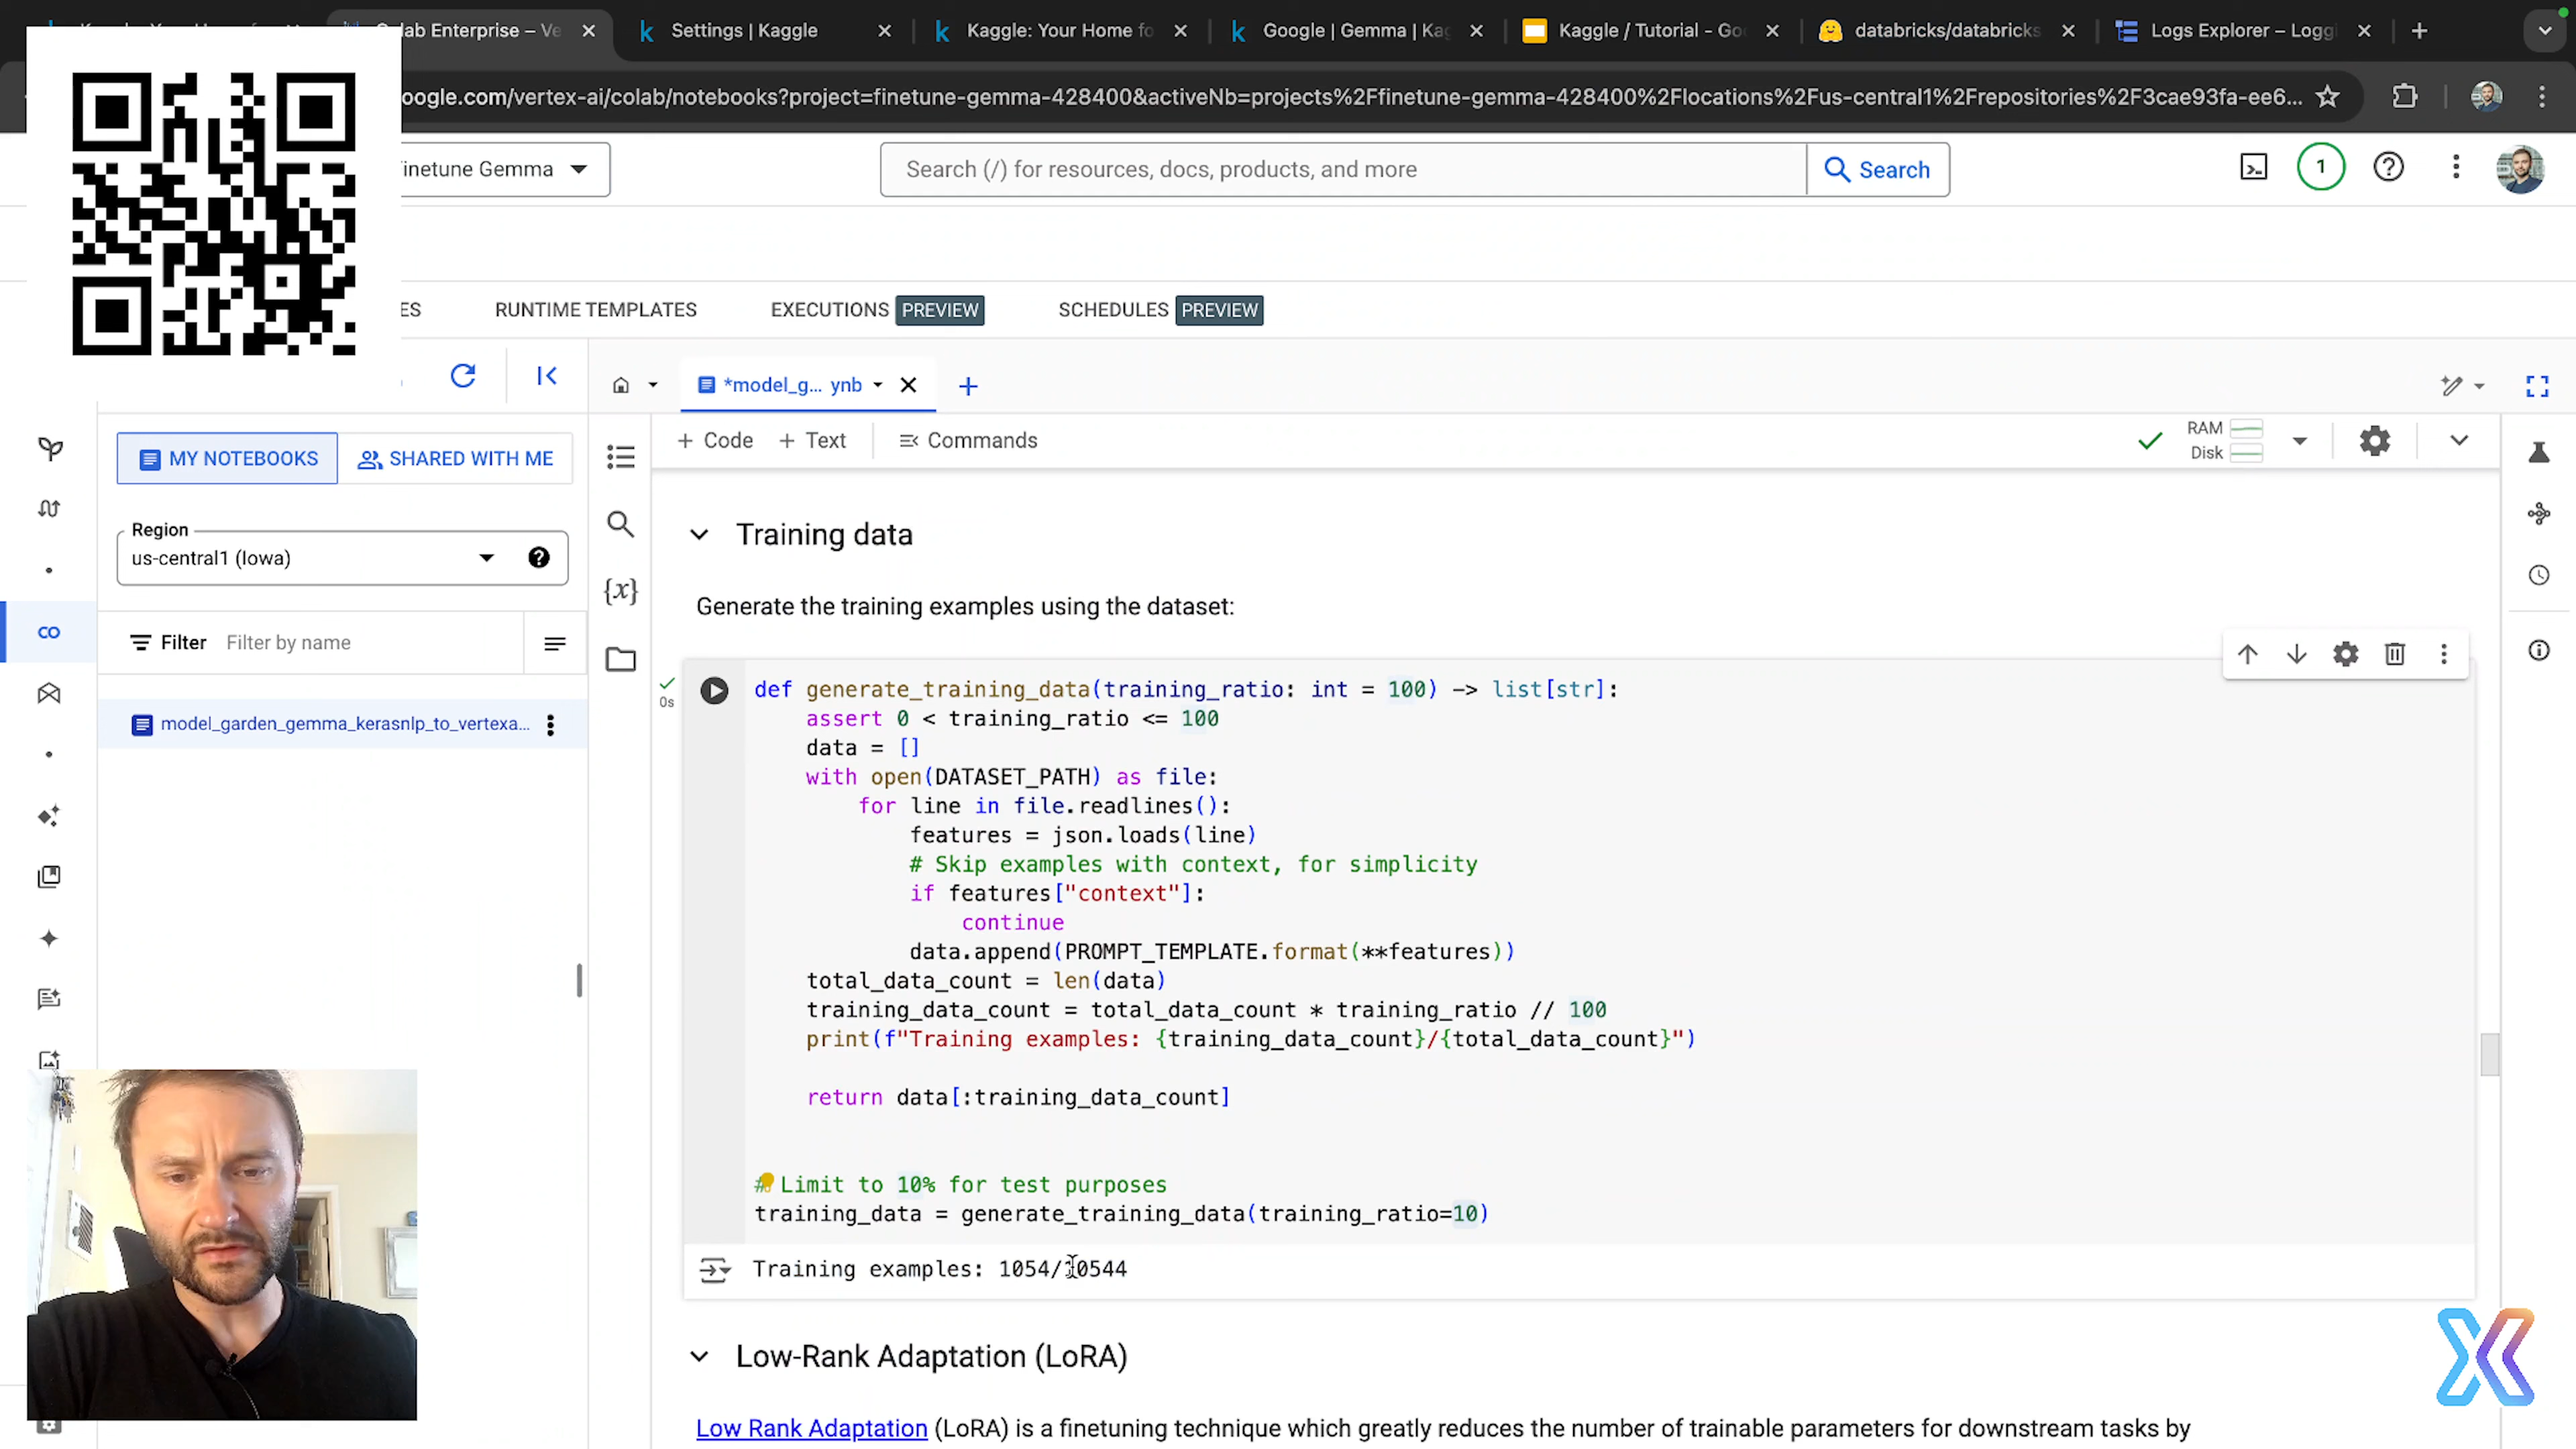 Colab Enterprise – Ve
Settings | Kaggle
Kaggle: Your Home fo
Google | Gemma | Kag
Kaggle / Tutorial - Goo
databricks/databricks
Logs Explorer – Loggi
oogle.com/vertex-ai/colab/notebooks?project=finetune-gemma-428400&activeNb=projects%2Ffinetune-gemma-428400%2Flocations%2Fus-central1%2Frepositories%2F3cae93fa-ee6...
Finetune Gemma
Search (/) for resources, docs, products, and more
Search
1
ES
RUNTIME TEMPLATES
EXECUTIONS PREVIEW
SCHEDULES PREVIEW
*model_g... ynb
MY NOTEBOOKS
SHARED WITH ME
+ Code + Text Commands
RAM
Disk
Region
us-central1 (Iowa)
Filter Filter by name
model_garden_gemma_kerasnlp_to_vertexa...
Training data
Generate the training examples using the dataset:
0s
def generate_training_data(training_ratio: int = 100) -> list[str]:
assert 0 < training_ratio <= 100
data = []
with open(DATASET_PATH) as file:
for line in file.readlines():
features = json.loads(line)
# Skip examples with context, for simplicity
if features["context"]:
continue
data.append(PROMPT_TEMPLATE.format(**features))
total_data_count = len(data)
training_data_count = total_data_count * training_ratio // 100
print(f"Training examples: {training_data_count}/{total_data_count}")
return data[:training_data_count]
# Limit to 10% for test purposes
training_data = generate_training_data(training_ratio=10)
Training examples: 1054/10544
Low-Rank Adaptation (LoRA)
Low Rank Adaptation (LoRA) is a finetuning technique which greatly reduces the number of trainable parameters for downstream tasks by